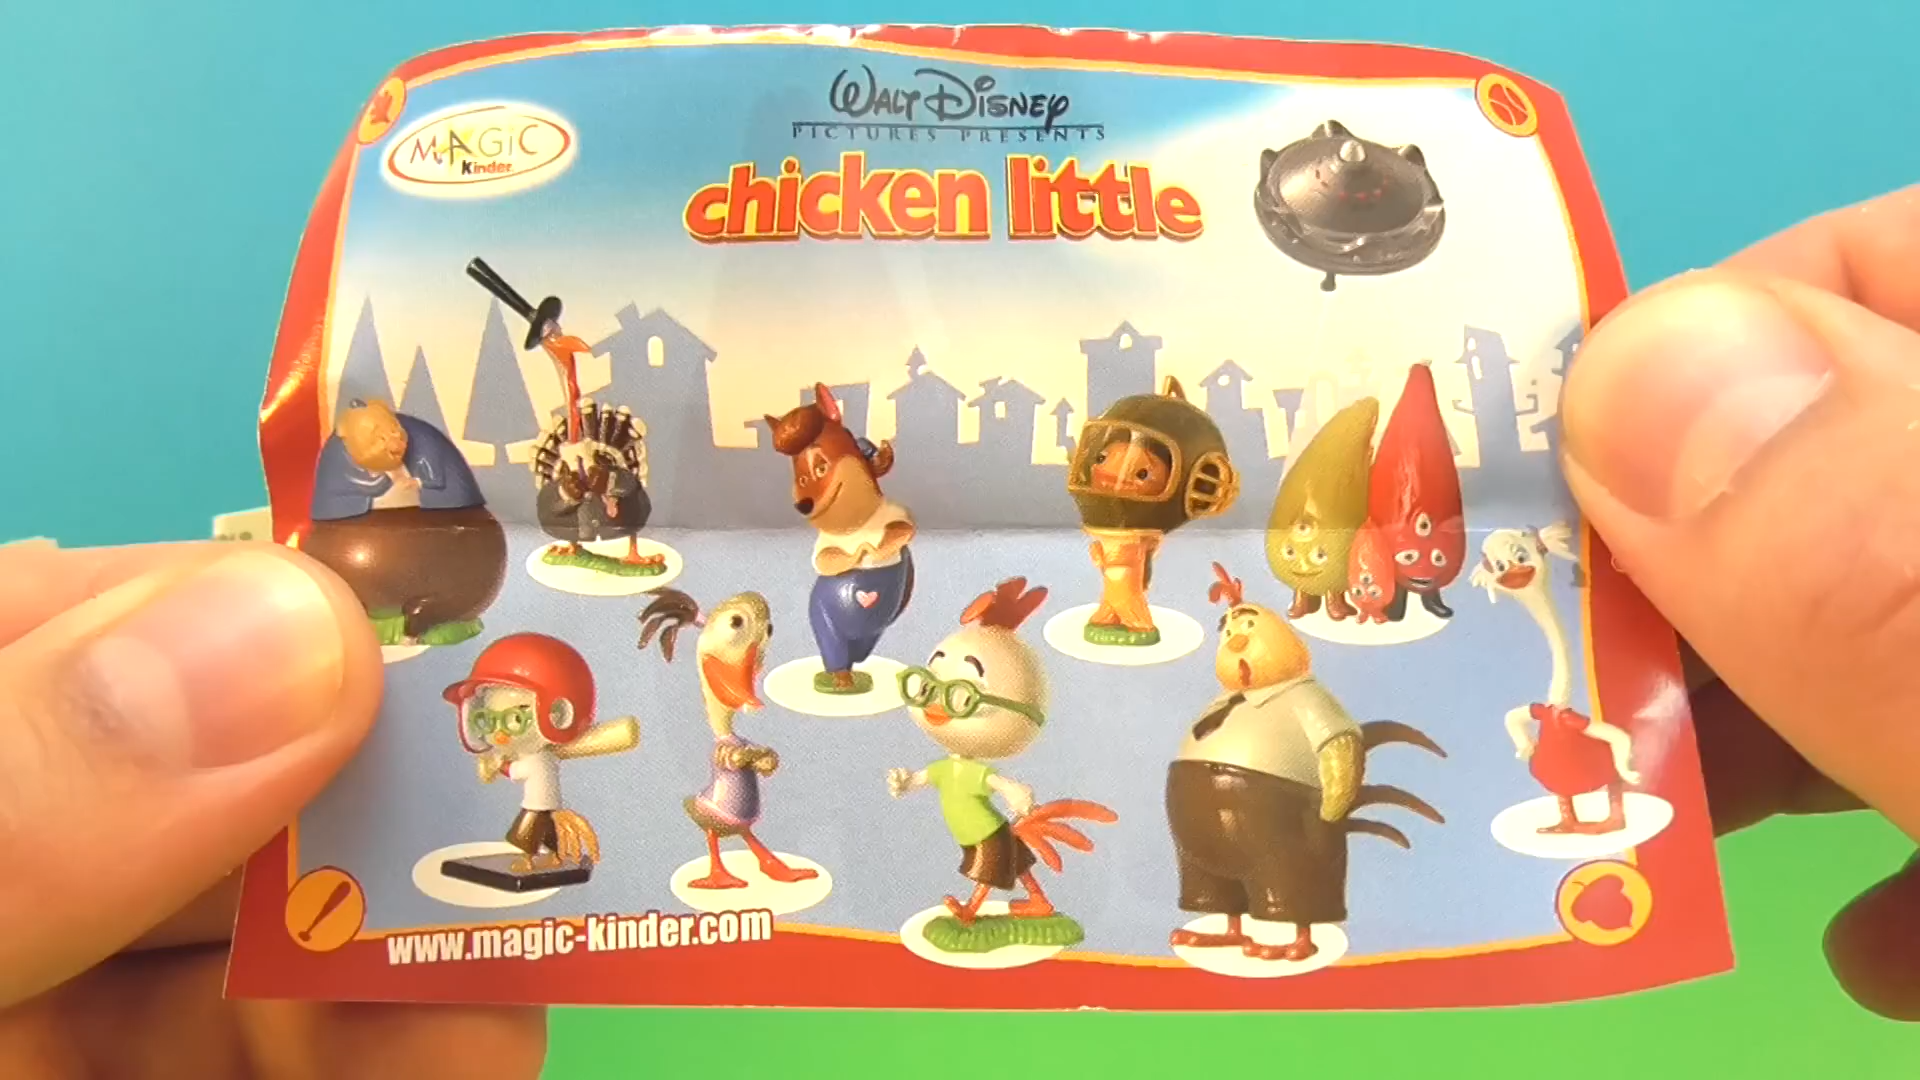 MAGiC
Kinder
WALT DISNEY
PICTURES PRESENTS
chicken little
www.magic-kinder.com